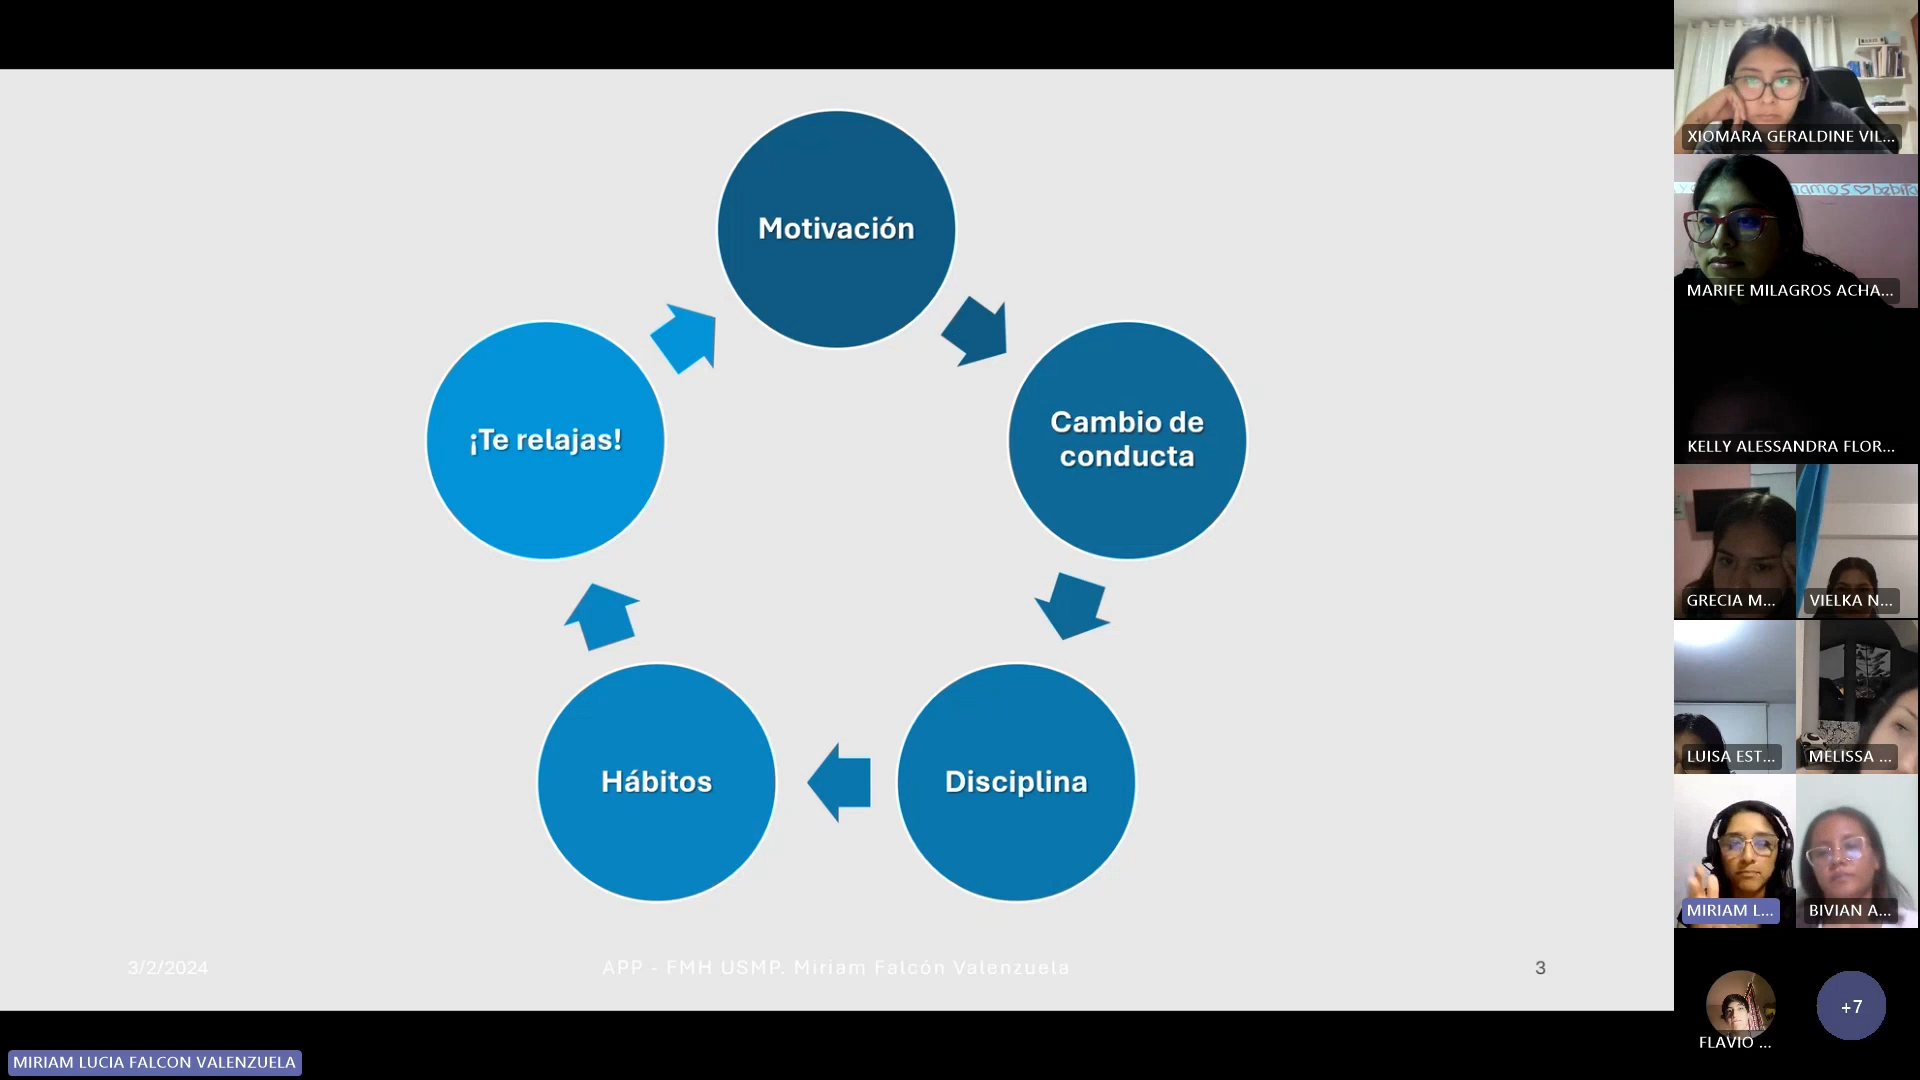 Motivación
Cambio de
conducta
Disciplina
Hábitos
¡Te relajas!
3/2/2024
APP - FMH USMP. Miriam Falcón Valenzuela
3
MIRIAM LUCIA FALCON VALENZUELA
XIOMARA GERALDINE VIL...
MARIFE MILAGROS ACHA...
KELLY ALESSANDRA FLOR...
GRECIA M...
VIELKA N...
LUISA EST...
MELISSA ...
MIRIAM L...
BIVIAN A...
FLAVIO ...
+7